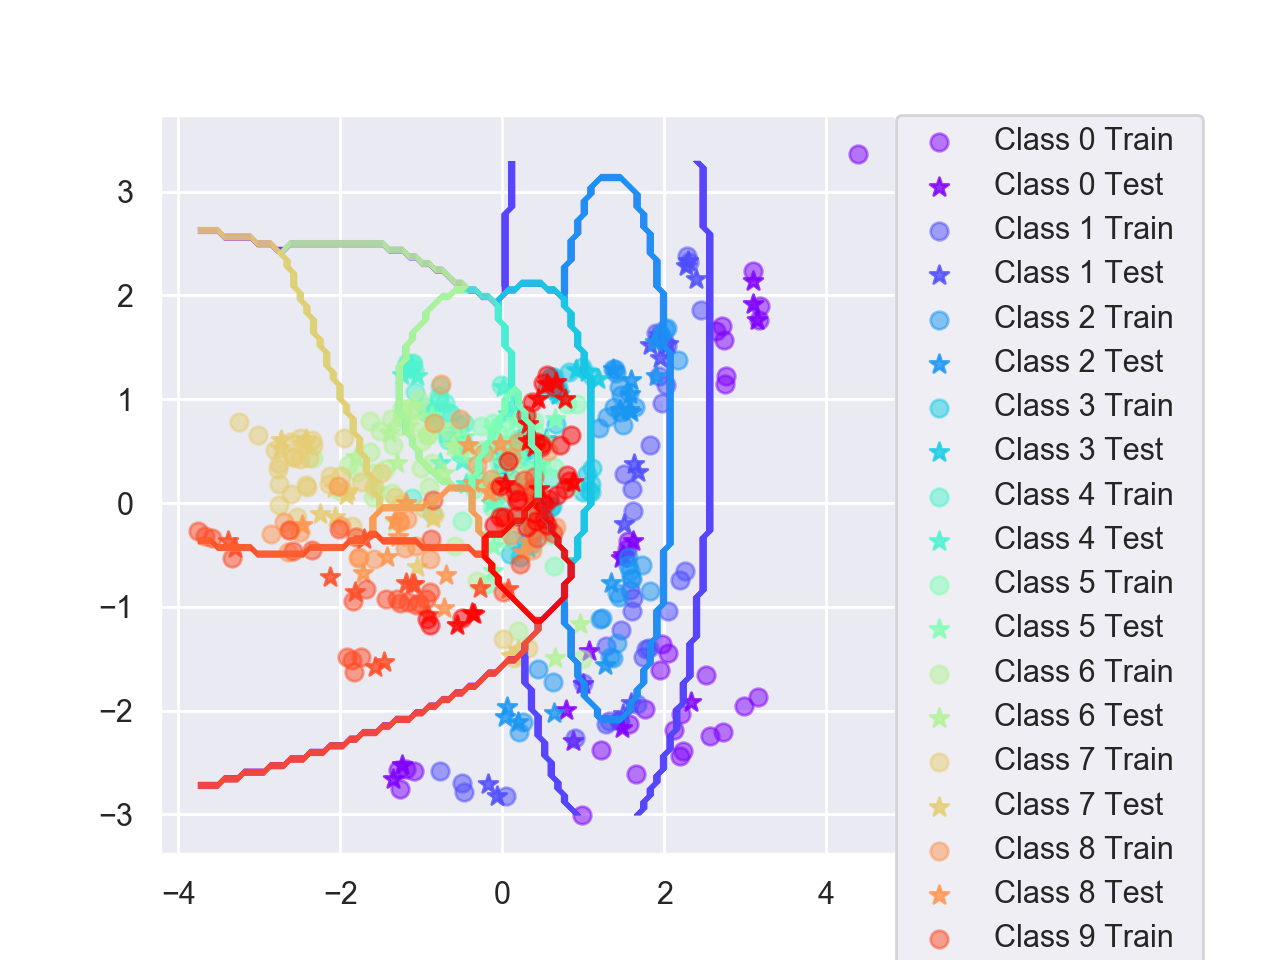 3
2
1
0
−1
−2
−3
−4
−2
0
2
4
Class 0 Train
Class 0 Test
Class 1 Train
Class 1 Test
Class 2 Train
Class 2 Test
Class 3 Train
Class 3 Test
Class 4 Train
Class 4 Test
Class 5 Train
Class 5 Test
Class 6 Train
Class 6 Test
Class 7 Train
Class 7 Test
Class 8 Train
Class 8 Test
Class 9 Train